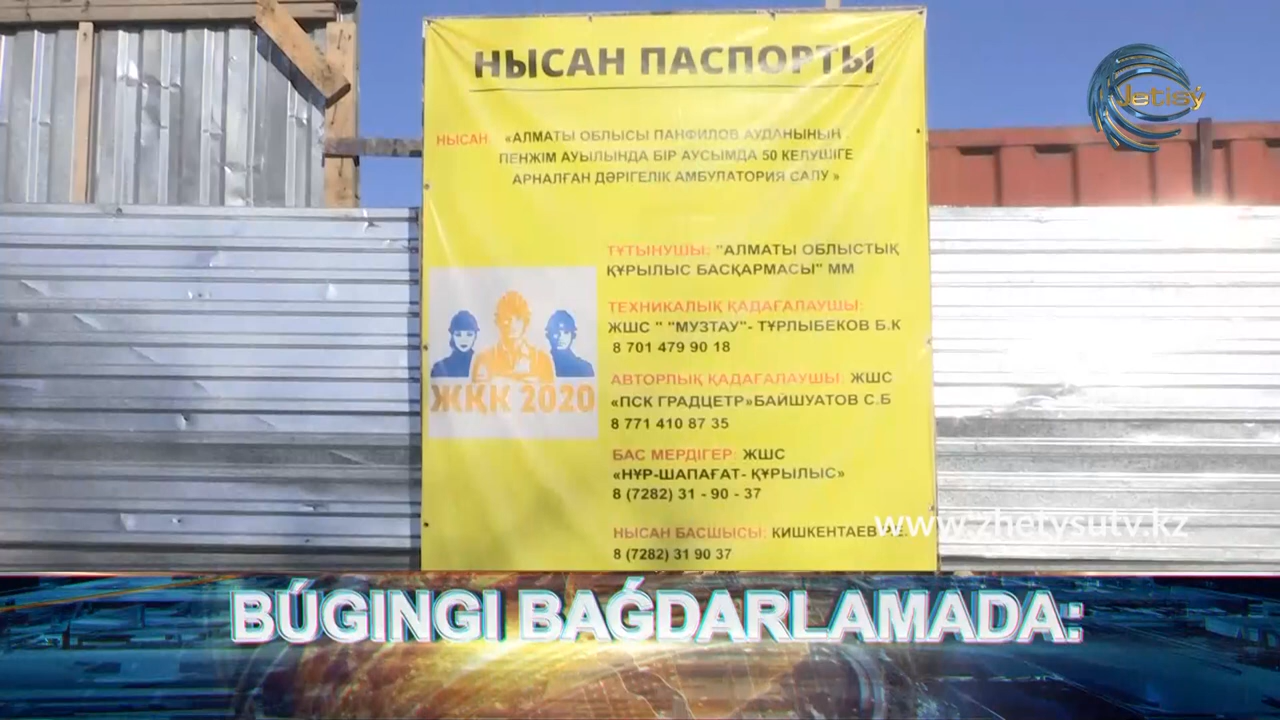 НЫСАН ПАСПОРТЫ
Jetisý
НЫСАН «АЛМАТЫ ОБЛЫСЫ ПАНФИЛОВ АУДАНЫНЫҢ
ПЕНЖІМ АУЫЛЫНДА БІР АУСЫМДА 50 КЕЛУШІГЕ
АРНАЛҒАН ДӘРІГЕЛІК АМБУЛАТОРИЯ САЛУ »
ТҰТЫНУШЫ: "АЛМАТЫ ОБЛЫСТЫҚ
ҚҰРЫЛЫС БАСҚАРМАСЫ" ММ
ТЕХНИКАЛЫҚ ҚАДАҒАЛАУШЫ:
ЖШС " "МУЗТАУ"- ТҰРЛЫБЕКОВ Б.К
8 701 479 90 18
АВТОРЛЫҚ ҚАДАҒАЛАУШЫ: ЖШС
«ПСК ГРАДЦЕТР»БАЙШУАТОВ С.Б
8 771 410 87 35
ЖҚК 2020
БАС МЕРДІГЕР: ЖШС
«НҰР-ШАПАҒАТ- ҚҰРЫЛЫС»
8 (7282) 31 - 90 - 37
www.zhetysutv.kz
НЫСАН БАСШЫСЫ: КИШКЕНТАЕВ Р.Е.
8 (7282) 31 90 37
BÚGINGI BAǴDARLAMADA: